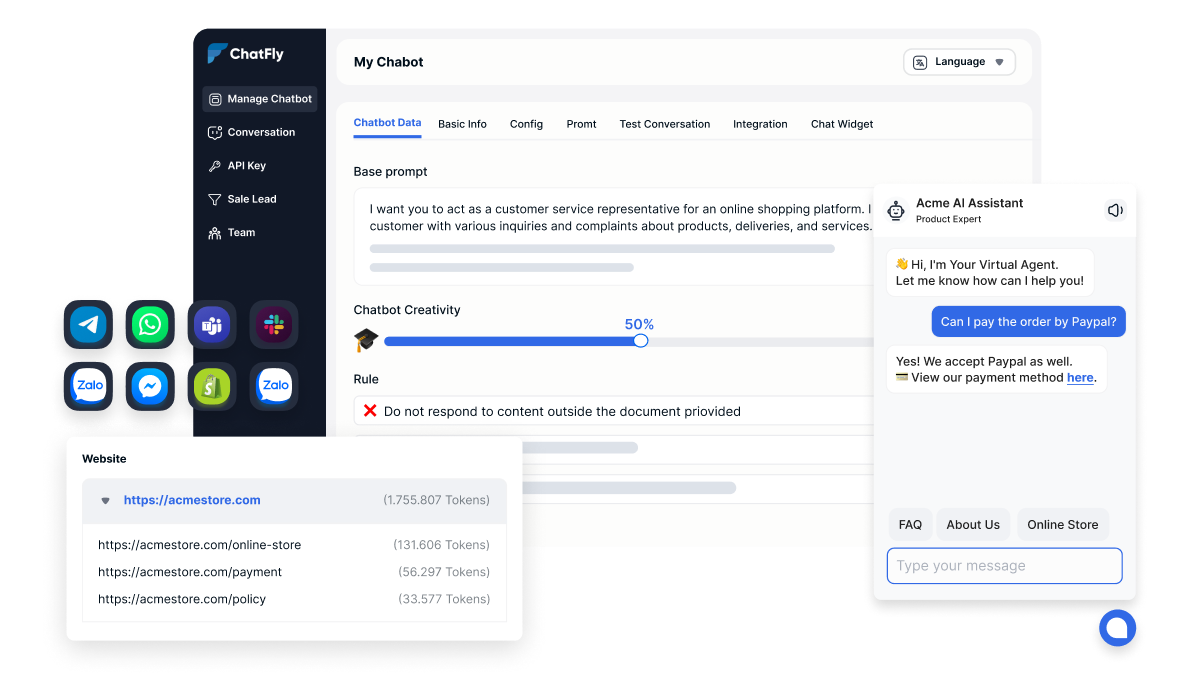 ChatFly
Manage Chatbot
Conversation
API Key
Sale Lead
Team
My Chabot
Language
Chatbot Data
Basic Info
Config
Promt
Test Conversation
Integration
Chat Widget
Base prompt
I want you to act as a customer service representative for an online shopping platform. I
customer with various inquiries and complaints about products, deliveries, and services.
Chatbot Creativity
50%
Rule
Do not respond to content outside the document priovided
Zalo
Zalo
Website
https://acmestore.com (1.755.807 Tokens)
https://acmestore.com/online-store (131.606 Tokens)
https://acmestore.com/payment (56.297 Tokens)
https://acmestore.com/policy (33.577 Tokens)
Acme AI Assistant
Product Expert
👋 Hi, I'm Your Virtual Agent.
Let me know how can I help you!
Can I pay the order by Paypal?
Yes! We accept Paypal as well.
💳 View our payment method here.
FAQ
About Us
Online Store
Type your message